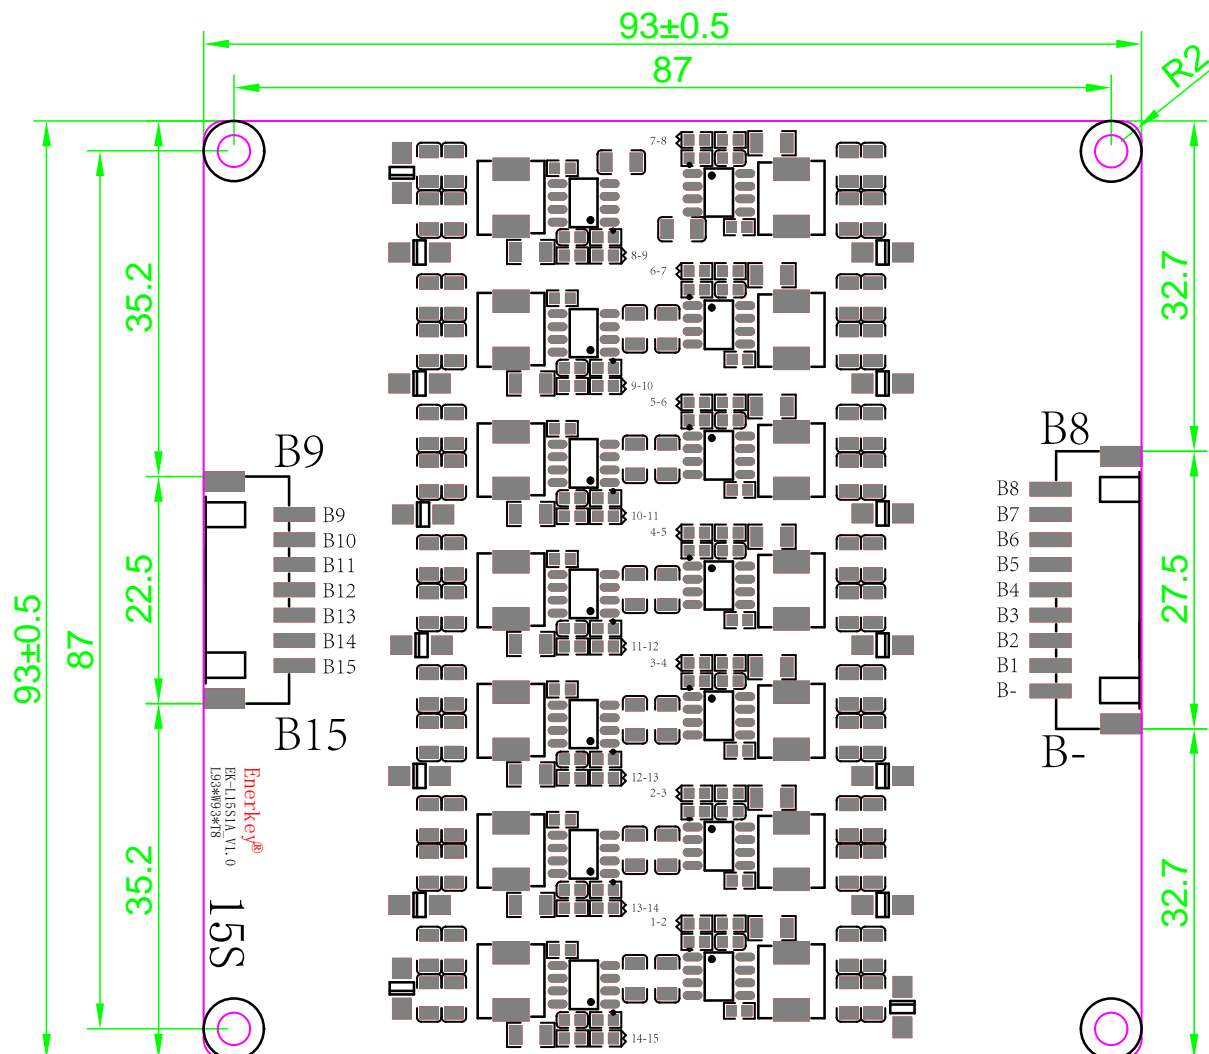 93±0.5
87
R2
7-8
8-9
6-7
35.2
32.7
9-10
5-6
B9
B8
10-11
4-5
B9
B10
B11
B12
B13
B14
B15
B8
B7
B6
B5
B4
B3
B2
B1
B-
22.5
27.5
93±0.5
87
11-12
3-4
B15
B-
12-13
2-3
Enerkey®
EK-L15S1A V1.0
L93*W93*T8
35.2
32.7
13-14
1-2
15S
14-15